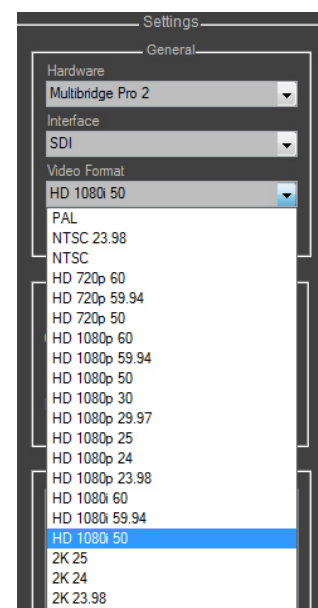 Settings
General
Hardware
Multibridge Pro 2
Interface
SDI
Video Format
HD 1080i 50
PAL
NTSC 23.98
NTSC
HD 720p 60
HD 720p 59.94
HD 720p 50
HD 1080p 60
HD 1080p 59.94
HD 1080p 50
HD 1080p 30
HD 1080p 29.97
HD 1080p 25
HD 1080p 24
HD 1080p 23.98
HD 1080i 60
HD 1080i 59.94
HD 1080i 50
2K 25
2K 24
2K 23.98